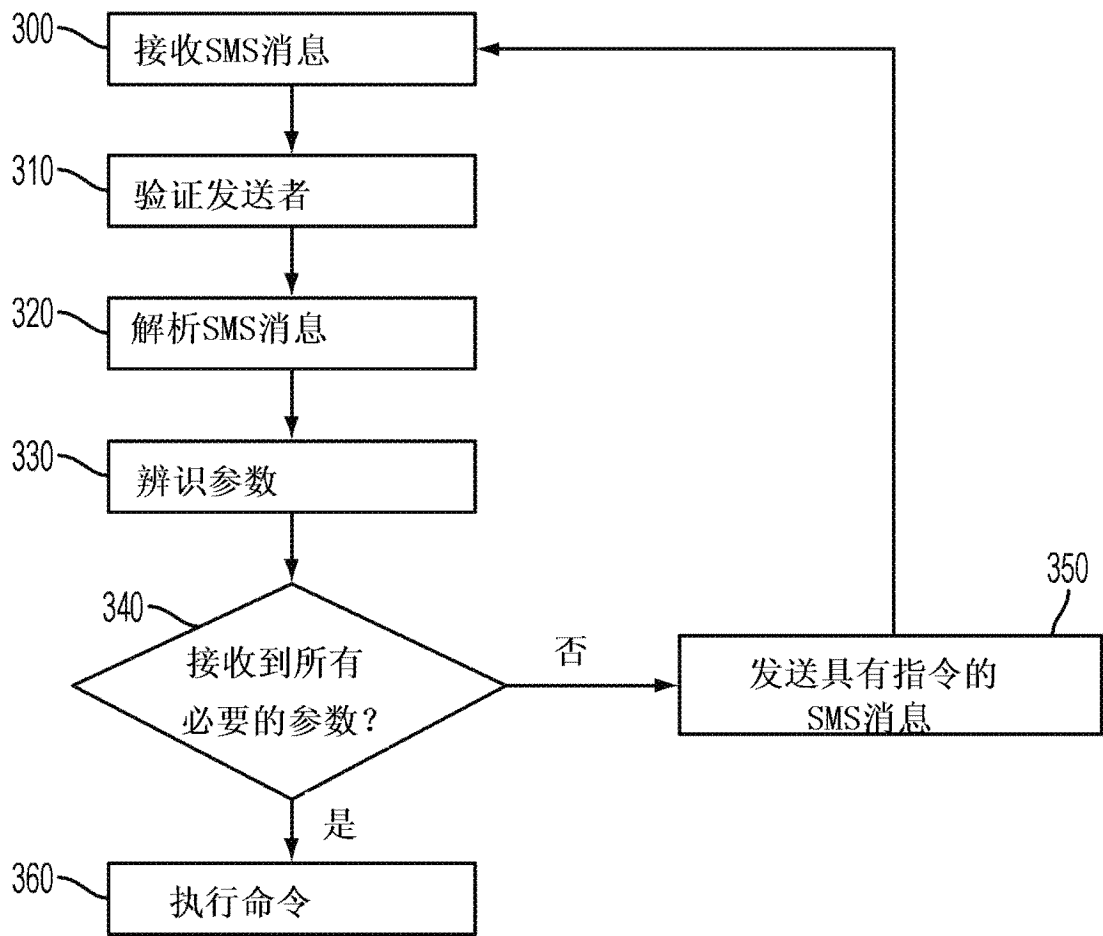 300
接收SMS消息
310
验证发送者
320
解析SMS消息
330
辨识参数
340
接收到所有
必要的参数？
否
350
发送具有指令的
SMS消息
是
360
执行命令